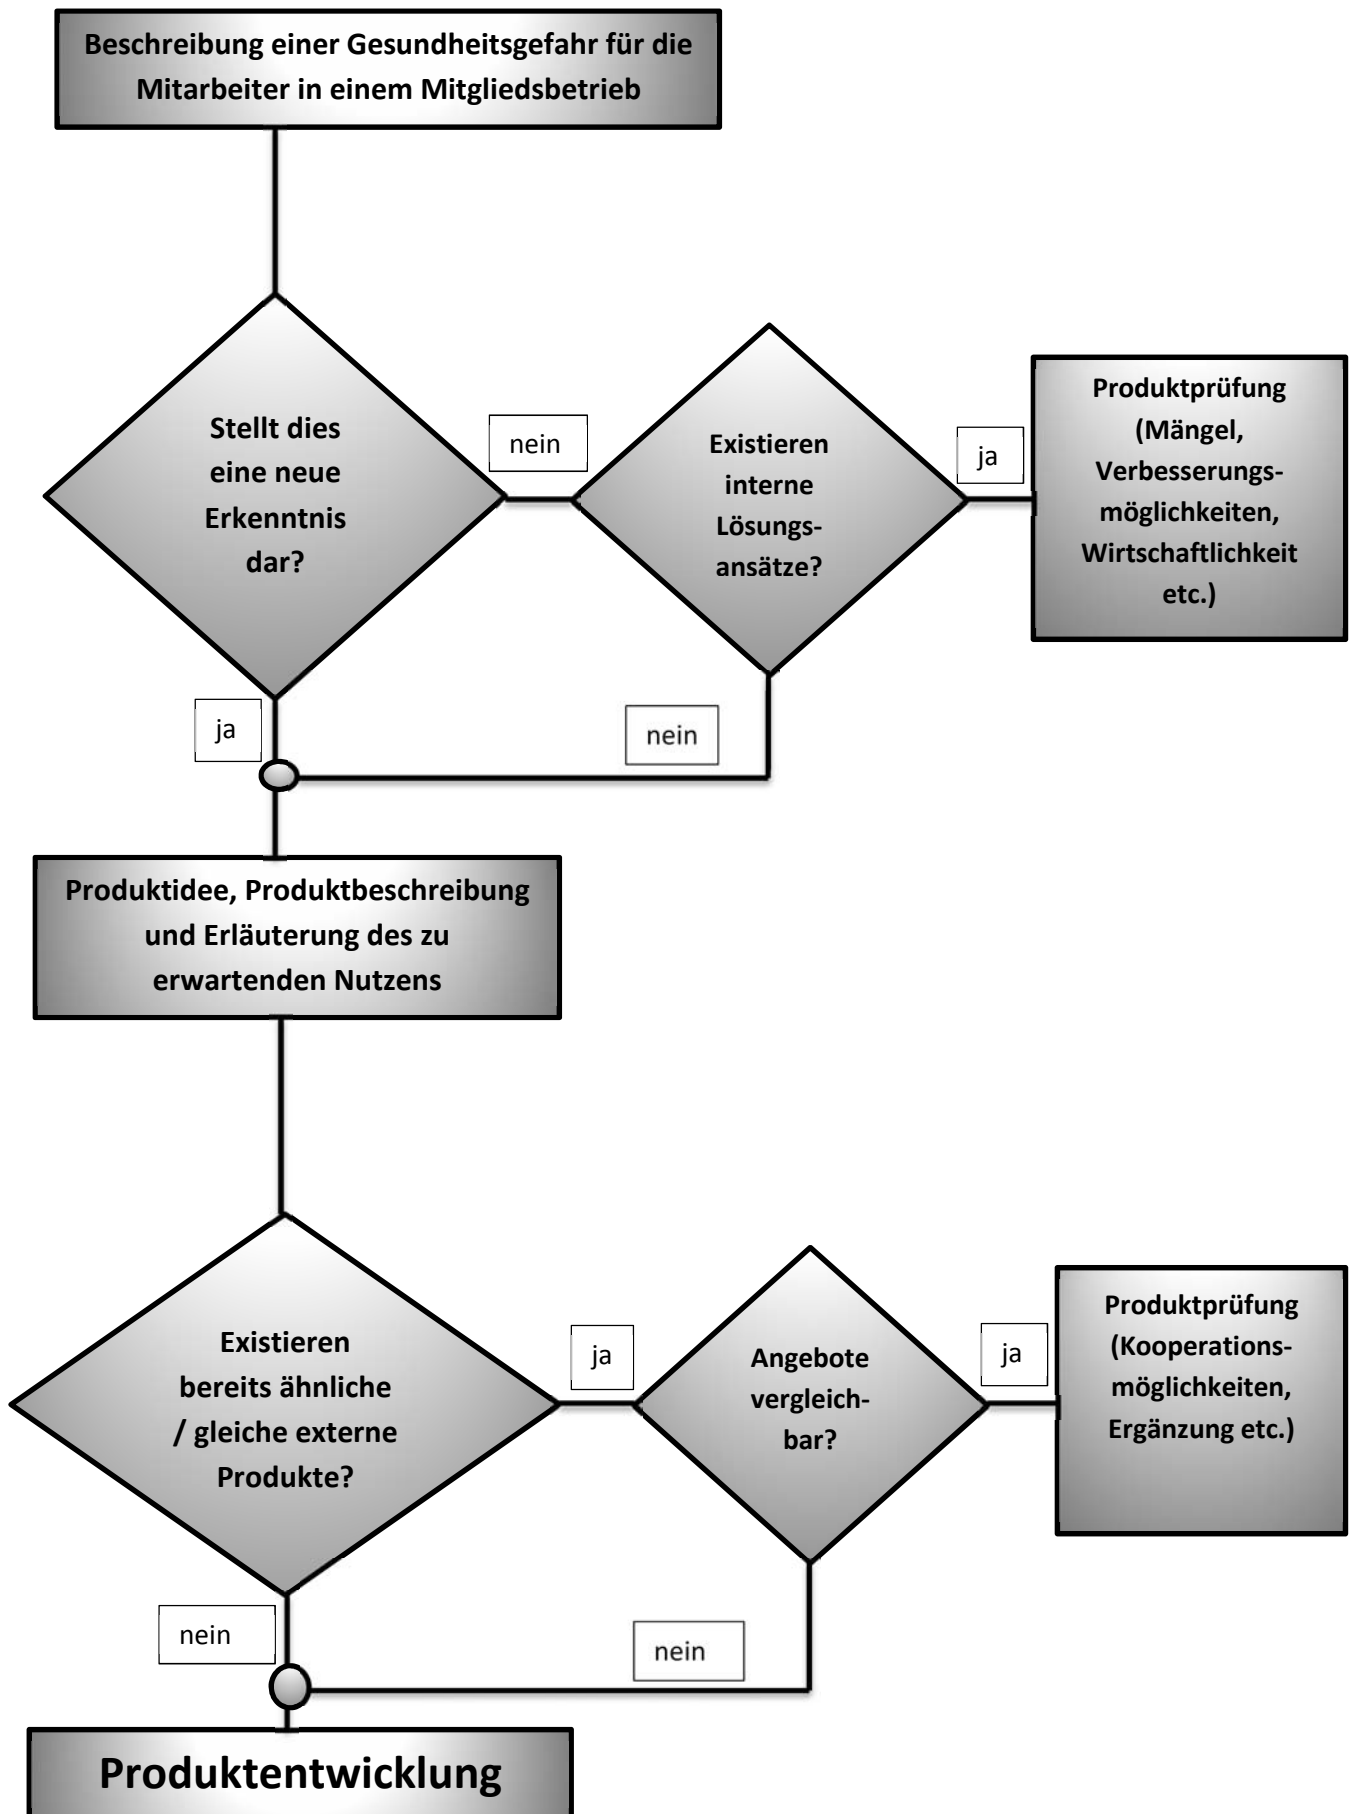 Beschreibung einer Gesundheitsgefahr für die
Mitarbeiter in einem Mitgliedsbetrieb
Stellt dies
eine neue
Erkenntnis
dar?
nein
Existieren
interne
Lösungs-
ansätze?
ja
Produktprüfung
(Mängel,
Verbesserungs-
möglichkeiten,
Wirtschaftlichkeit
etc.)
ja
nein
Produktidee, Produktbeschreibung
und Erläuterung des zu
erwartenden Nutzens
Existieren
bereits ähnliche
/ gleiche externe
Produkte?
ja
Angebote
vergleich-
bar?
ja
Produktprüfung
(Kooperations-
möglichkeiten,
Ergänzung etc.)
nein
nein
Produktentwicklung